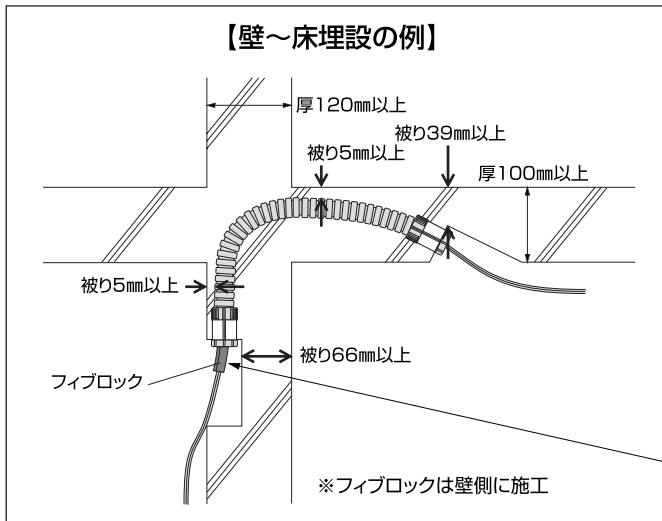 【壁～床埋設の例】
厚120㎜以上
被り39㎜以上
被り5㎜以上
厚100㎜以上
被り5㎜以上
被り66㎜以上
フィブロック
※フィブロックは壁側に施工